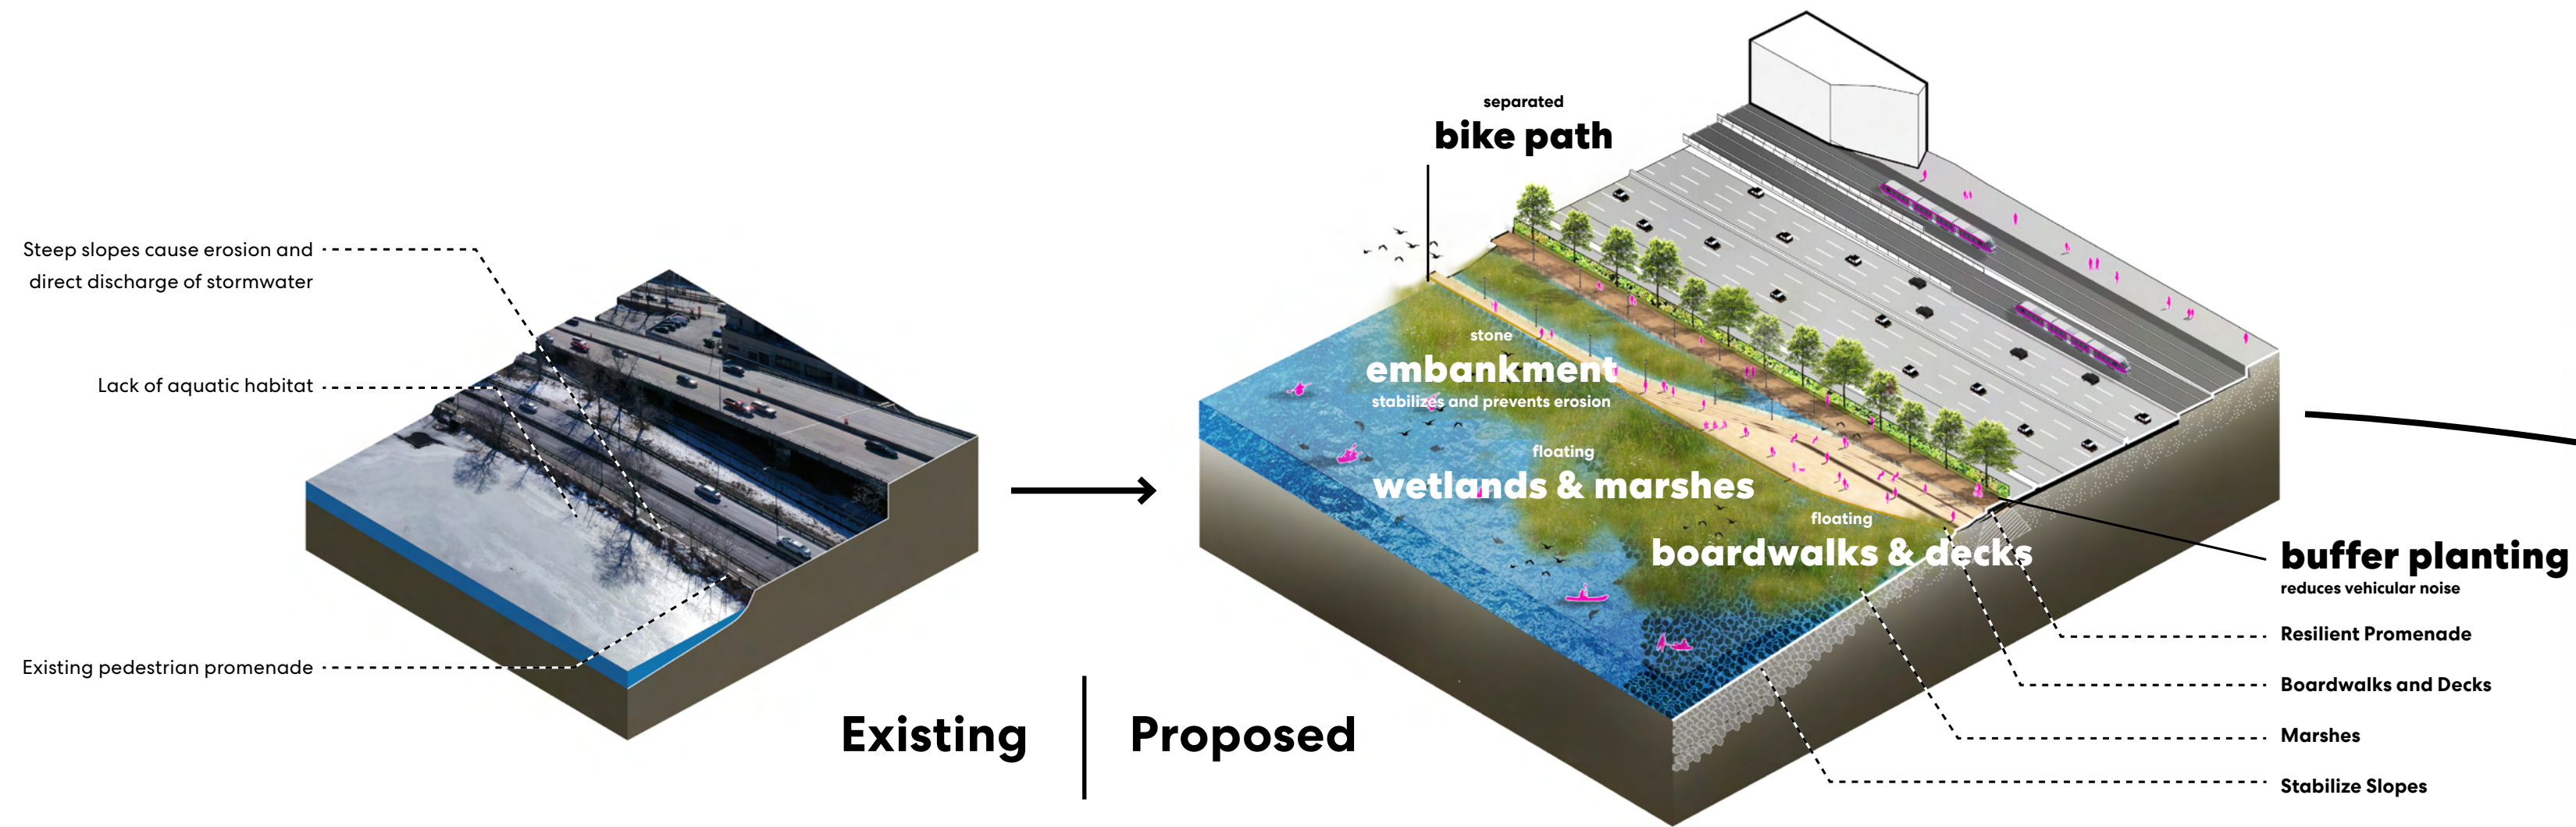 Steep slopes cause erosion and
direct discharge of stormwater
Lack of aquatic habitat
Existing pedestrian promenade
Existing
Proposed
separated
bike path
stone
embankment
stabilizes and prevents erosion
floating
wetlands & marshes
floating
boardwalks & decks
buffer planting
reduces vehicular noise
Resilient Promenade
Boardwalks and Decks
Marshes
Stabilize Slopes